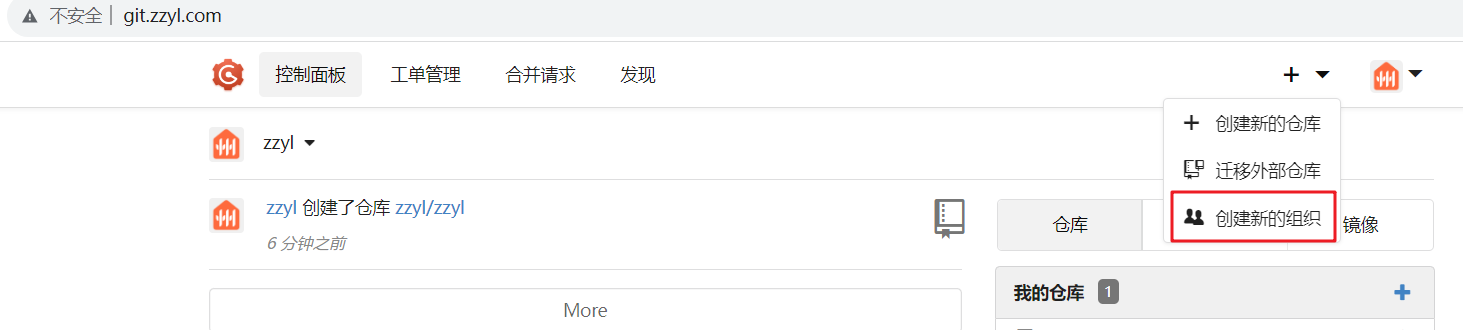 不安全 | git.zzyl.com
控制面板 工单管理 合并请求 发现
创建新的仓库
迁移外部仓库
创建新的组织
zzyl
zzyl 创建了仓库 zzyl/zzyl
6 分钟之前
仓库 镜像
More
我的仓库 1